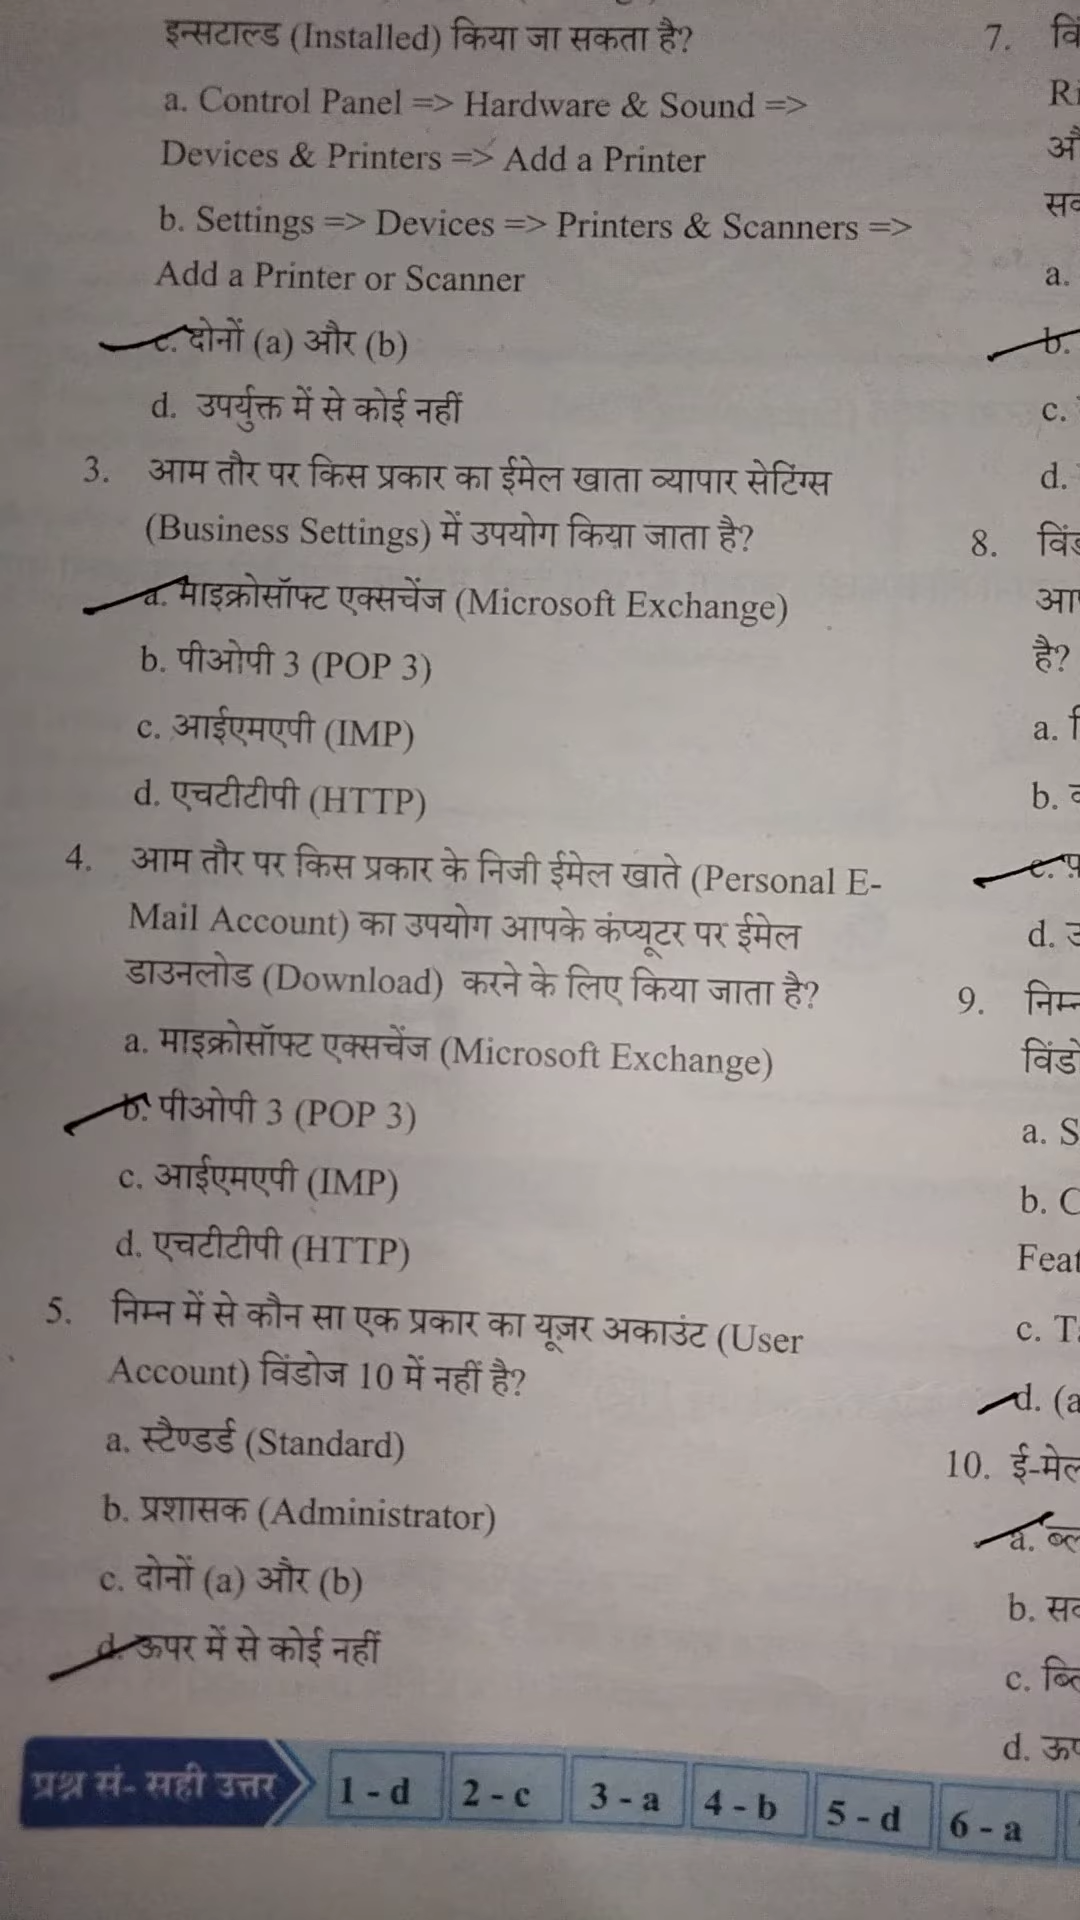 इन्सटाल्ड (Installed) किया जा सकता है?
a. Control Panel => Hardware & Sound =>
Devices & Printers => Add a Printer
b. Settings => Devices => Printers & Scanners =>
Add a Printer or Scanner
c. दोनों (a) और (b)
d. उपर्युक्त में से कोई नहीं
3. आम तौर पर किस प्रकार का ईमेल खाता व्यापार सेटिंग्स
(Business Settings) में उपयोग किया जाता है?
a. माइक्रोसॉफ्ट एक्सचेंज (Microsoft Exchange)
b. पीओपी 3 (POP 3)
c. आईएमएपी (IMP)
d. एचटीटीपी (HTTP)
4. आम तौर पर किस प्रकार के निजी ईमेल खाते (Personal E-
Mail Account) का उपयोग आपके कंप्यूटर पर ईमेल
डाउनलोड (Download) करने के लिए किया जाता है?
a. माइक्रोसॉफ्ट एक्सचेंज (Microsoft Exchange)
b. पीओपी 3 (POP 3)
c. आईएमएपी (IMP)
d. एचटीटीपी (HTTP)
5. निम्न में से कौन सा एक प्रकार का यूज़र अकाउंट (User
Account) विंडोज 10 में नहीं है?
a. स्टैण्डर्ड (Standard)
b. प्रशासक (Administrator)
c. दोनों (a) और (b)
d. ऊपर में से कोई नहीं
7.
a.
b.
c.
d.
8.
है?
a.
b.
c.
d.
9.
a. S
b.
c.
d. (a
10.
a.
b.
c.
d.
प्रश्न सं- सही उत्तर 1 - d 2 - c 3 - a 4 - b 5 - d 6 - a